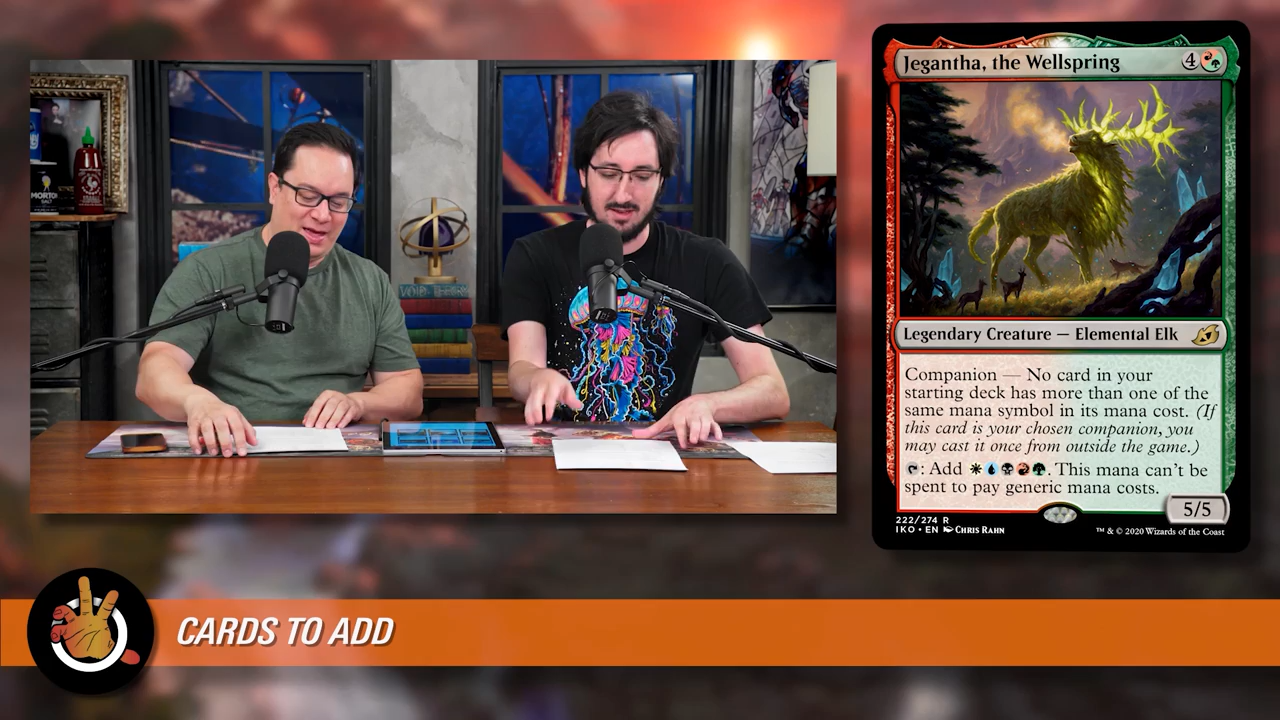 MORTON
SALT
VOID
Jegantha, the Wellspring
4
Legendary Creature — Elemental Elk
Companion — No card in your
starting deck has more than one of the
same mana symbol in its mana cost. (If
this card is your chosen companion, you
may cast it once from outside the game.)
: Add . This mana can't be
spent to pay generic mana costs.
5/5
222/274 R
IKO • EN Chris Rahn
™ & © 2020 Wizards of the Coast
CARDS TO ADD